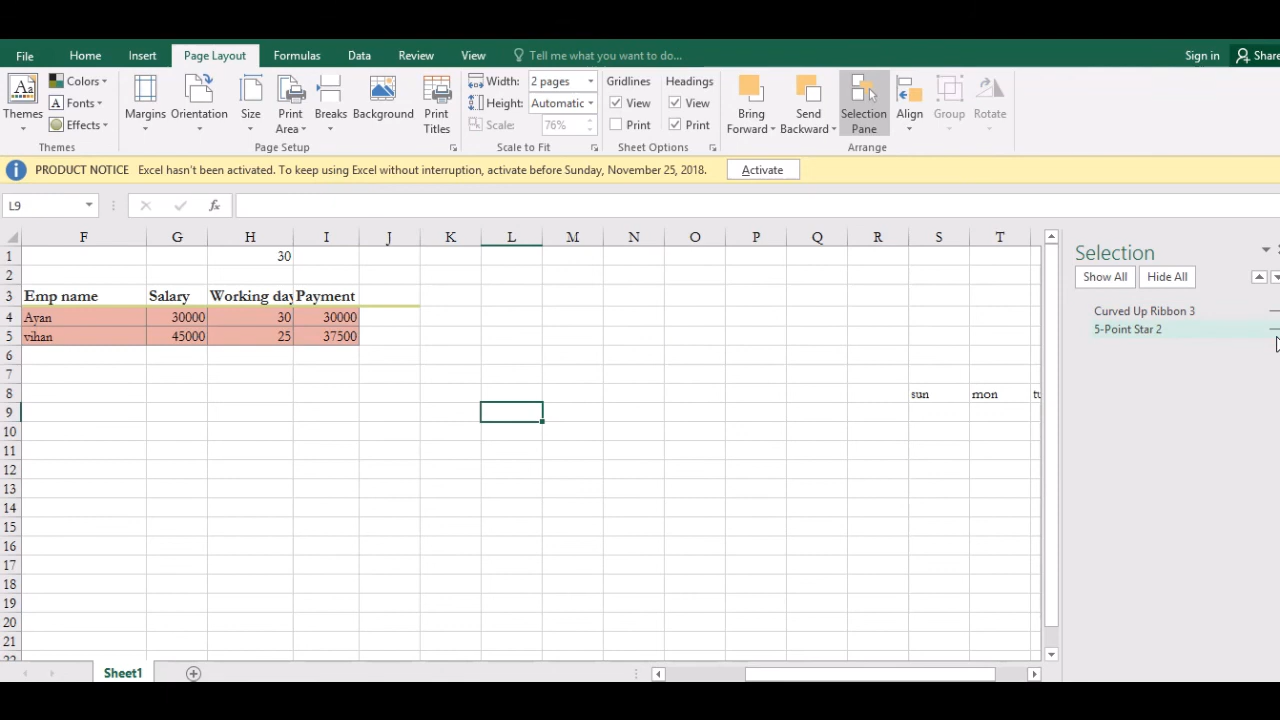 File Home Insert Page Layout Formulas Data Review View Tell me what you want to do... Sign in Share
Colors Width: 2 pages Gridlines Headings
Fonts Height: Automatic View View
Themes Effects Margins Orientation Size Print Area Breaks Background Print Titles Scale: 76% Print Print Bring Forward Send Backward Selection Pane Align Group Rotate
Themes Page Setup Scale to Fit Sheet Options Arrange
PRODUCT NOTICE Excel hasn't been activated. To keep using Excel without interruption, activate before Sunday, November 25, 2018. Activate
L9 fx
F G H I J K L M N O P Q R S T
Selection
Show All Hide All
Curved Up Ribbon 3
5-Point Star 2
1 30
2
3 Emp name Salary Working day Payment
4 Ayan 30000 30 30000
5 vihan 45000 25 37500
6
7
8 sun mon tu
9
10
11
12
13
14
15
16
17
18
19
20
21
22
Sheet1